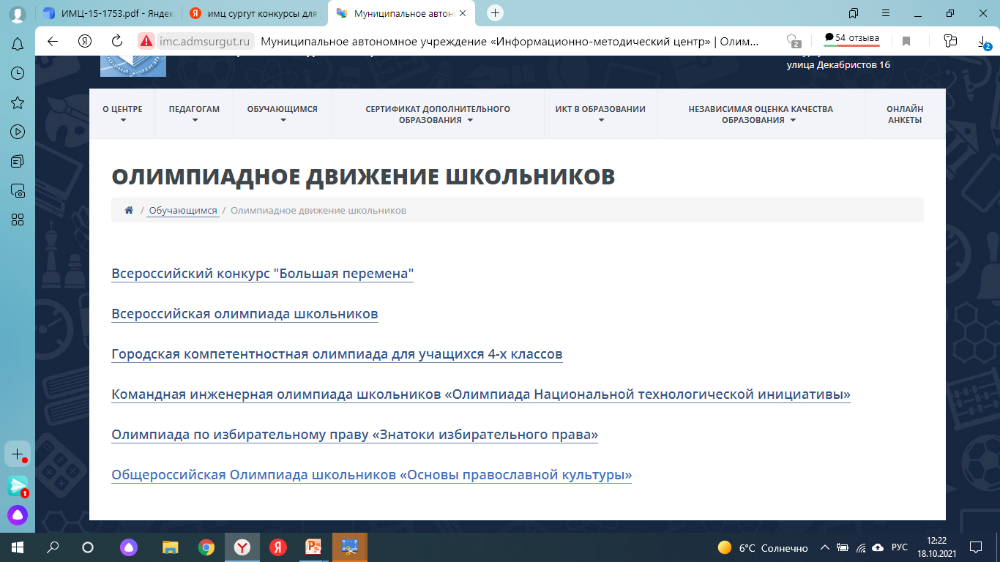 ИМЦ-15-1753.pdf - Яндек
имц сургут конкурсы для
Муниципальное автон
imc.admsurgut.ru
Муниципальное автономное учреждение «Информационно-методический центр» | Олим...
2
54 отзыва
2
улица Декабристов 16
О ЦЕНТРЕ
ПЕДАГОГАМ
ОБУЧАЮЩИМСЯ
СЕРТИФИКАТ ДОПОЛНИТЕЛЬНОГО
ОБРАЗОВАНИЯ
ИКТ В ОБРАЗОВАНИИ
НЕЗАВИСИМАЯ ОЦЕНКА КАЧЕСТВА
ОБРАЗОВАНИЯ
ОНЛАЙН
АНКЕТЫ
ОЛИМПИАДНОЕ ДВИЖЕНИЕ ШКОЛЬНИКОВ
/ Обучающимся / Олимпиадное движение школьников
Всероссийский конкурс "Большая перемена"
Всероссийская олимпиада школьников
Городская компетентностная олимпиада для учащихся 4-х классов
Командная инженерная олимпиада школьников «Олимпиада Национальной технологической инициативы»
Олимпиада по избирательному праву «Знатоки избирательного права»
Общероссийская Олимпиада школьников «Основы православной культуры»
1
6°C Солнечно
РУС
12:22
18.10.2021